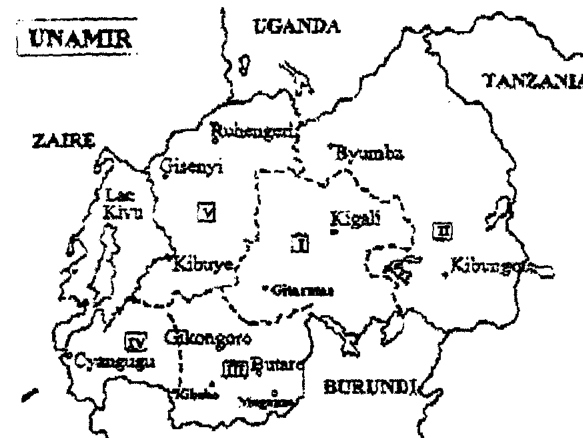 UNAMIR
UGANDA
TANZANIA
ZAIRE
Ruhengeri
Byumba
Gisenyi
Lac
Kivu
V
Kigali
I
II
Kibuye
Kibungo
Gitarama
IV
Gikongoro
Cyangugu
III
Butare
BURUNDI